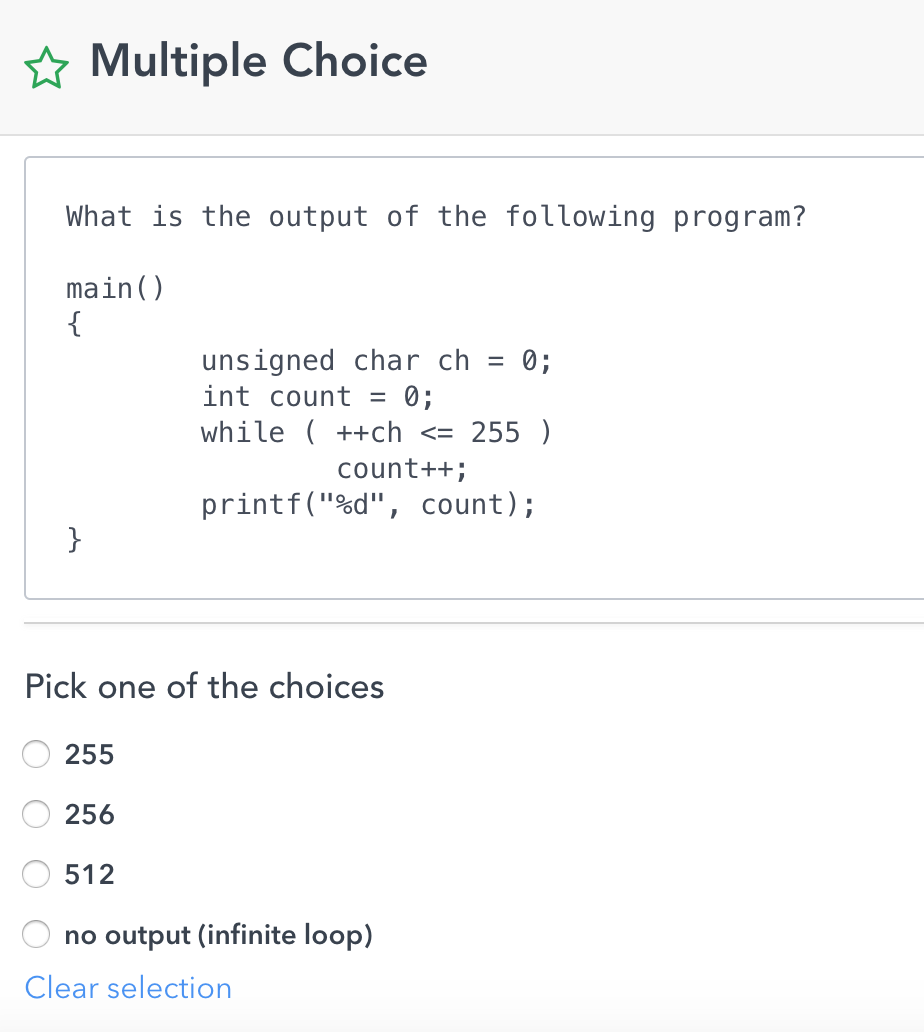 Multiple Choice
What is the output of the following program?
main()
{
        unsigned char ch = 0;
        int count = 0;
        while ( ++ch <= 255 )
                count++;
        printf("%d", count);
}
Pick one of the choices
255
256
512
no output (infinite loop)
Clear selection